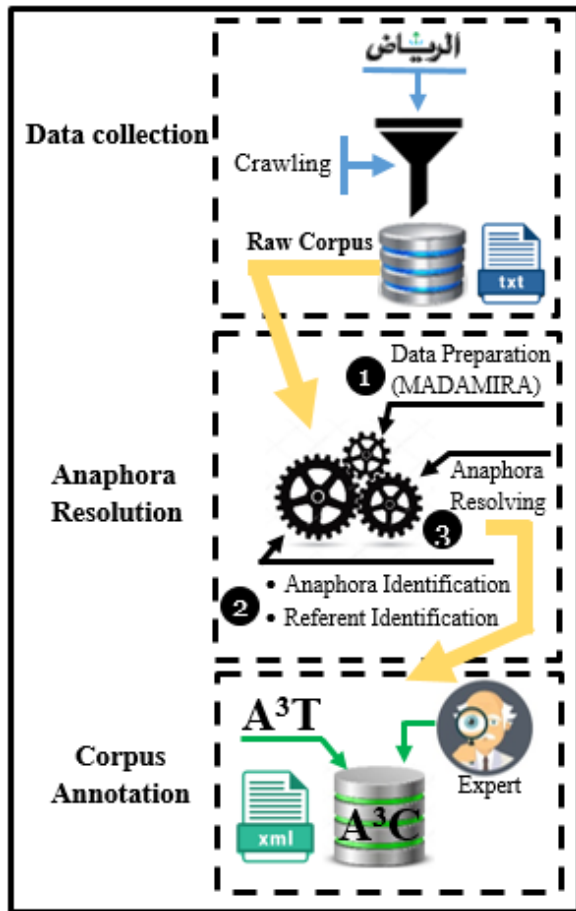 الرياض
Data collection
Crawling
Raw Corpus
txt
1
Data Preparation
(MADAMIRA)
Anaphora
Resolution
Anaphora
Resolving
3
2
• Anaphora Identification
• Referent Identification
A³T
Corpus
Annotation
Expert
xml
A³C